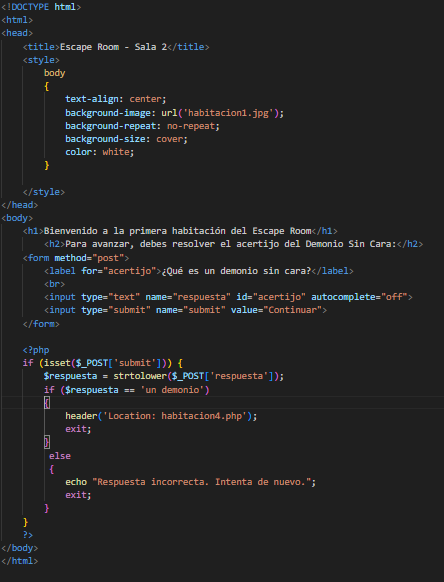 <!DOCTYPE html>
<html>
<head>
    <title>Escape Room - Sala 2</title>
    <style>
        body
        {
            text-align: center;
            background-image: url('habitacion1.jpg');
            background-repeat: no-repeat;
            background-size: cover;
            color: white;
        }

    </style>
</head>
<body>
    <h1>Bienvenido a la primera habitación del Escape Room</h1>
        <h2>Para avanzar, debes resolver el acertijo del Demonio Sin Cara:</h2>
    <form method="post">
        <label for="acertijo">¿Qué es un demonio sin cara?</label>
        <br>
        <input type="text" name="respuesta" id="acertijo" autocomplete="off">
        <input type="submit" name="submit" value="Continuar">
    </form>

    <?php
    if (isset($_POST['submit'])) {
        $respuesta = strtolower($_POST['respuesta']);
        if ($respuesta == 'un demonio')
        {
            header('Location: habitacion4.php');
            exit;
        }
         else
         {
            echo "Respuesta incorrecta. Intenta de nuevo.";
            exit;
        }
    }
    ?>
</body>
</html>